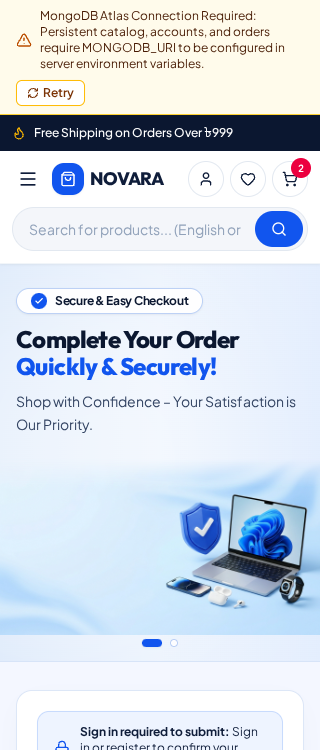 MongoDB Atlas Connection Required:
Persistent catalog, accounts, and orders
require MONGODB_URI to be configured in
server environment variables.
Retry
Free Shipping on Orders Over ৳999
NOVARA
2
Search for products... (English or
Secure & Easy Checkout
Complete Your Order
Quickly & Securely!
Shop with Confidence – Your Satisfaction is
Our Priority.
Sign in required to submit: Sign
in or register to confirm your